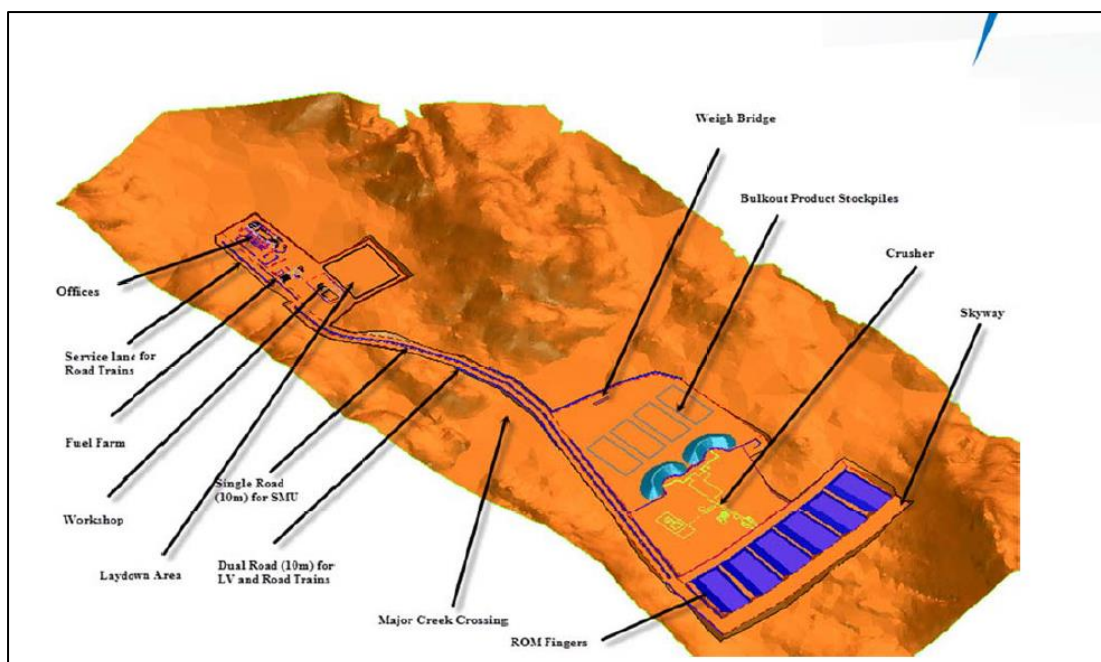 Weigh Bridge
Bulkout Product Stockpiles
Crusher
Skyway
Offices
Service lane for
Road Trains
Fuel Farm
Single Road
(10m) for SMU
Workshop
Dual Road (10m) for
LV and Road Trains
Laydown Area
Major Creek Crossing
ROM Fingers